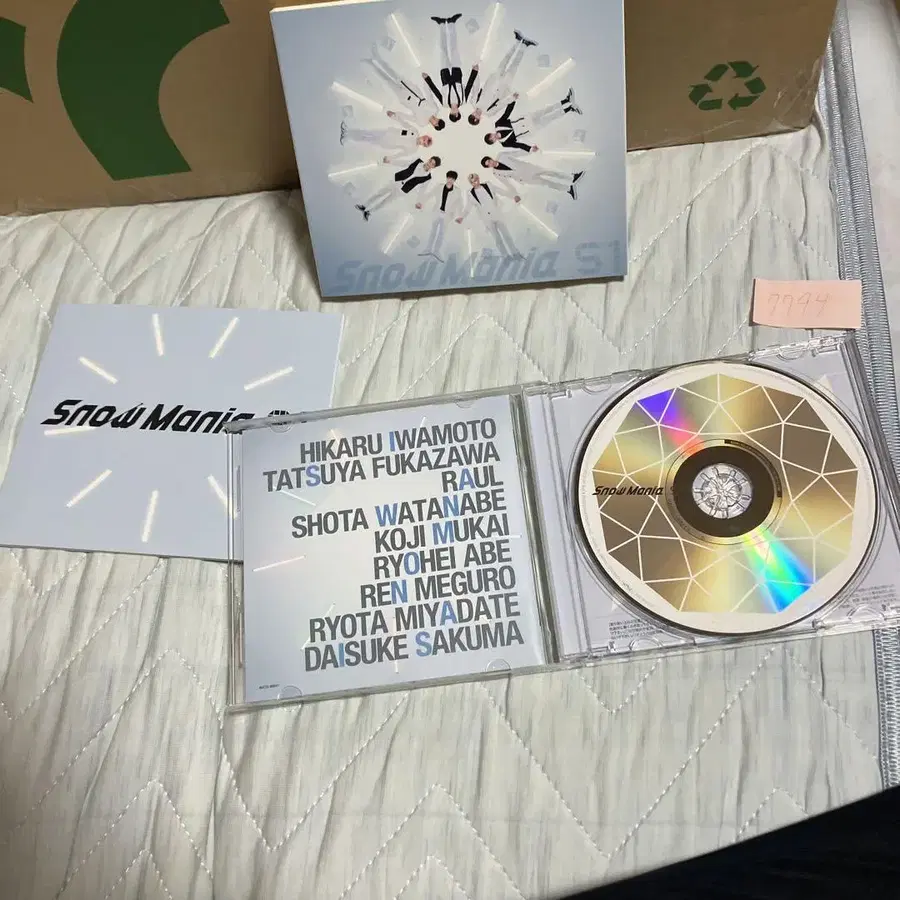 Snow Mania S1
7794
Snow Mania
HIKARU IWAMOTO
TATSUYA FUKAZAWA
RAUL
SHOTA WATANABE
KOJI MUKAI
RYOHEI ABE
REN MEGURO
RYOTA MIYADATE
DAISUKE SAKUMA
Snow Mania